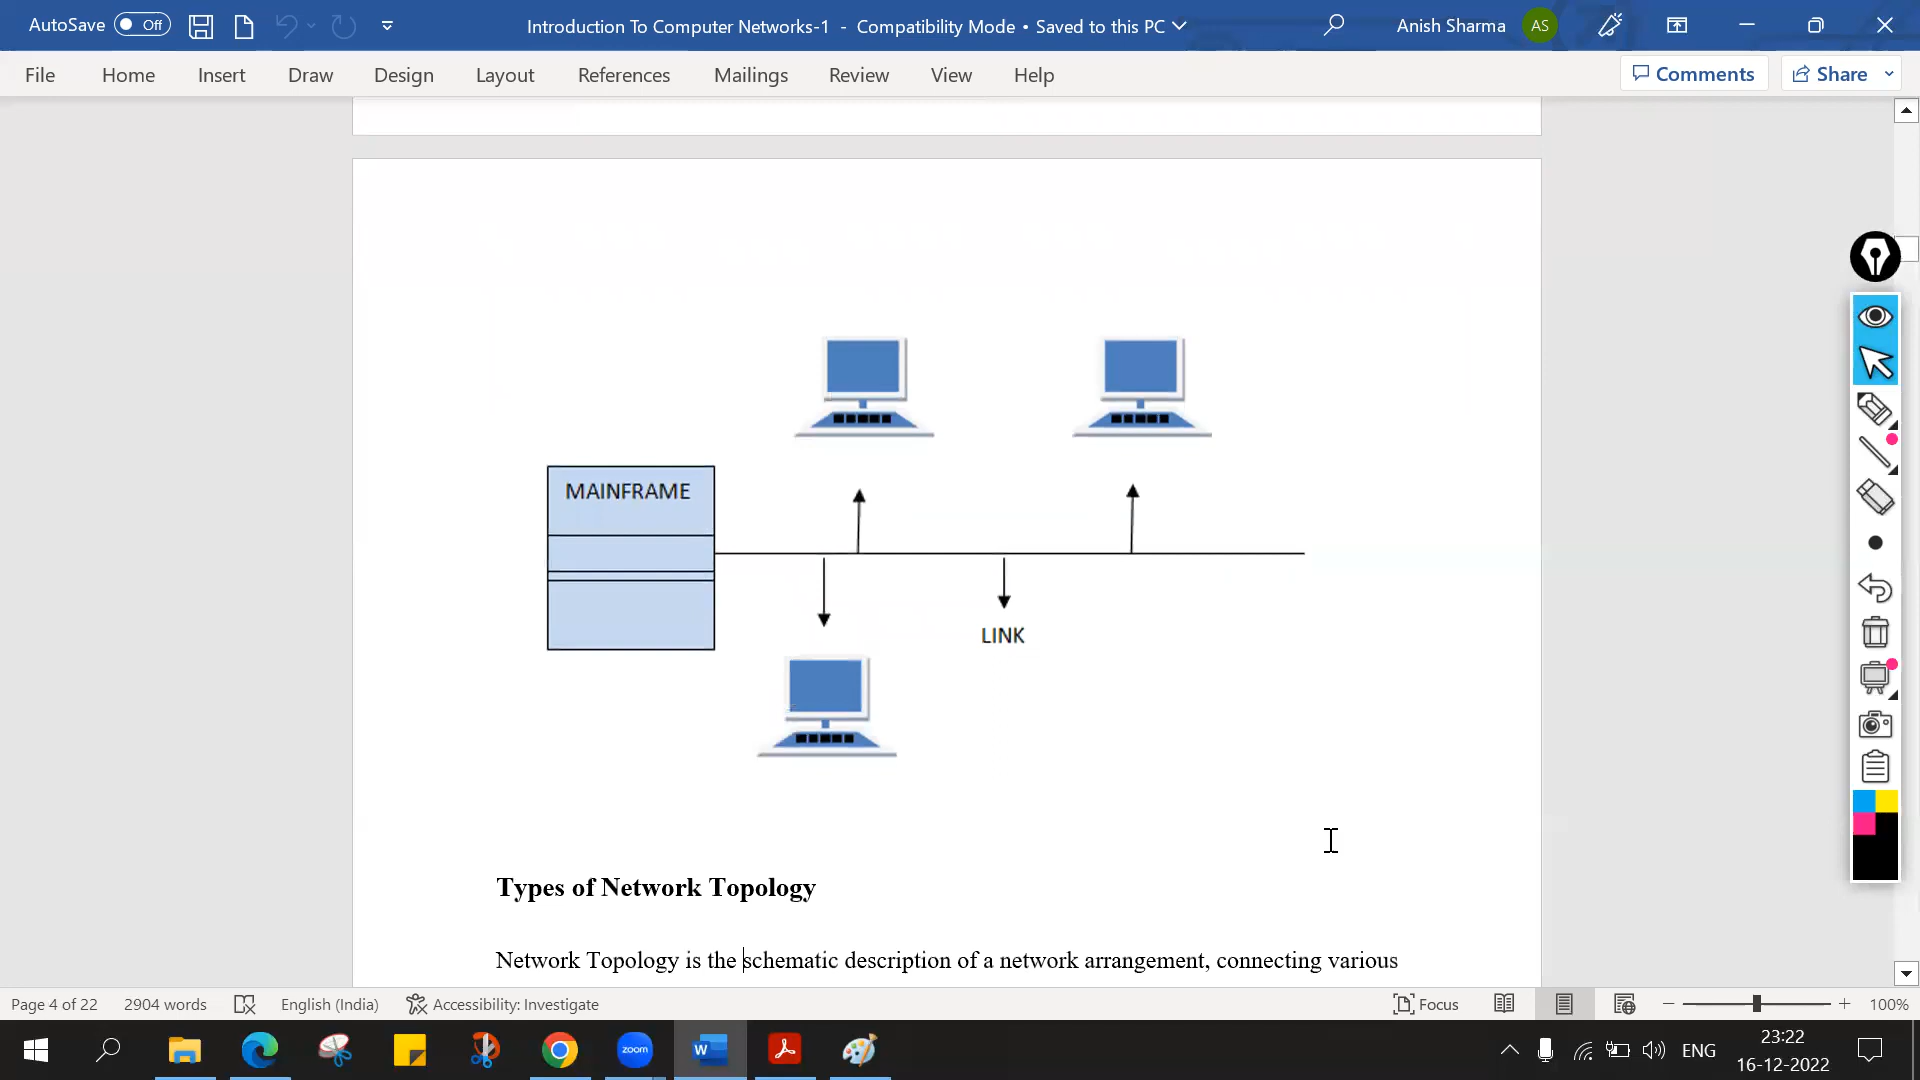 AutoSave Off Introduction To Computer Networks-1 - Compatibility Mode • Saved to this PC Anish Sharma AS
File Home Insert Draw Design Layout References Mailings Review View Help Comments Share
MAINFRAME
LINK
Types of Network Topology
Network Topology is the schematic description of a network arrangement, connecting various
Page 4 of 22 2904 words English (India) Accessibility: Investigate Focus 100%
zoom W ENG 23:22
16-12-2022